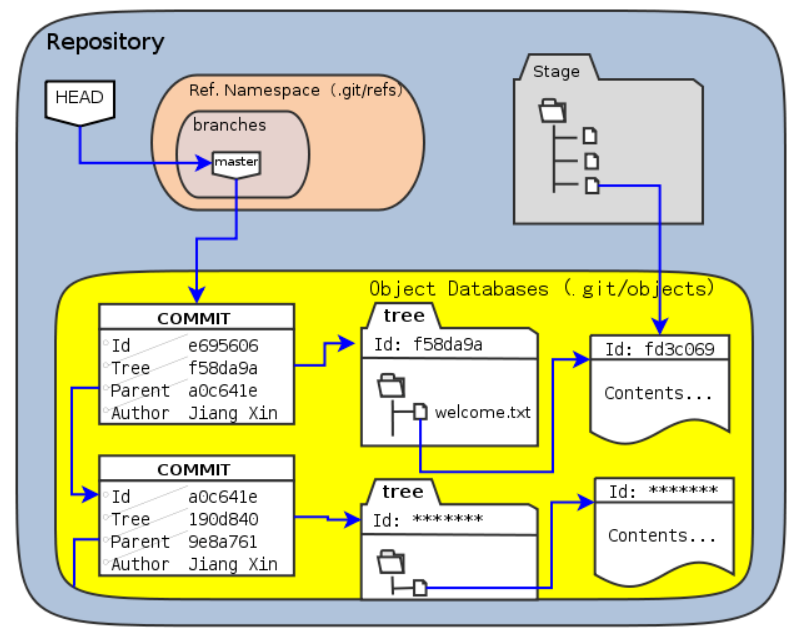 Repository
HEAD
Ref. Namespace (.git/refs)
branches
master
Stage
Object Databases (.git/objects)
COMMIT
Id e695606
Tree f58da9a
Parent a0c641e
Author Jiang Xin
tree
Id: f58da9a
welcome.txt
Id: fd3c069
Contents...
COMMIT
Id a0c641e
Tree 190d840
Parent 9e8a761
Author Jiang Xin
tree
Id: *******
Id: *******
Contents...